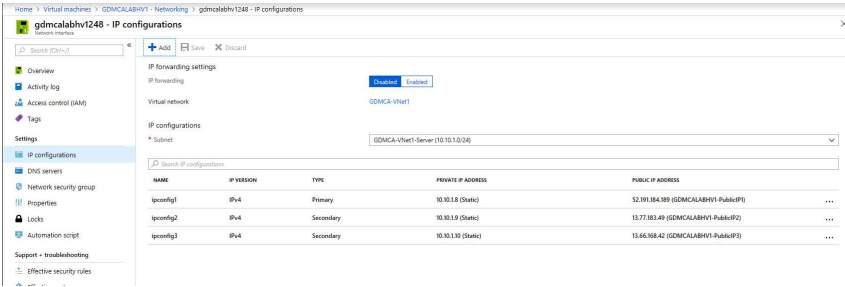 Home > Virtual machines > GDMCALABHV1 - Networking > gdmcalabhv1248 - IP configurations
gdmcalabhv1248 - IP configurations
Network interface
Search (Ctrl+/)
Add Save Discard
Overview
Activity log
Access control (IAM)
Tags
Settings
IP configurations
DNS servers
Network security group
Properties
Locks
Automation script
Support + troubleshooting
Effective security rules
IP forwarding settings
IP forwarding Disabled Enabled
Virtual network GDMCA-VNet1
IP configurations
* Subnet GDMCA-VNet1-Server (10.10.1.0/24)
Search IP configurations
NAME IP VERSION TYPE PRIVATE IP ADDRESS PUBLIC IP ADDRESS
ipconfig1 IPv4 Primary 10.10.1.8 (Static) 52.191.184.189 (GDMCALABHV1-PublicIP1) ...
ipconfig2 IPv4 Secondary 10.10.1.9 (Static) 13.77.183.49 (GDMCALABHV1-PublicIP2) ...
ipconfig3 IPv4 Secondary 10.10.1.10 (Static) 13.66.168.42 (GDMCALABHV1-PublicIP3) ...